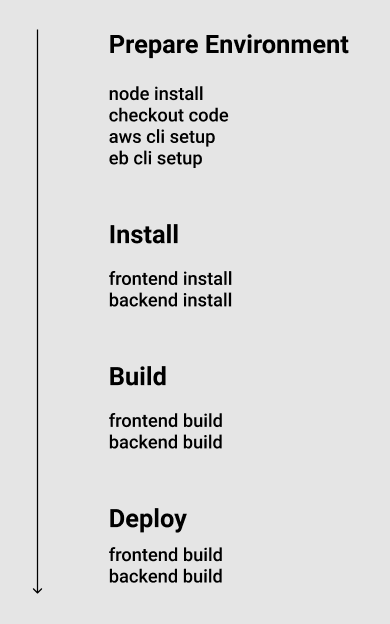 Prepare Environment
node install
checkout code
aws cli setup
eb cli setup
Install
frontend install
backend install
Build
frontend build
backend build
Deploy
frontend build
backend build